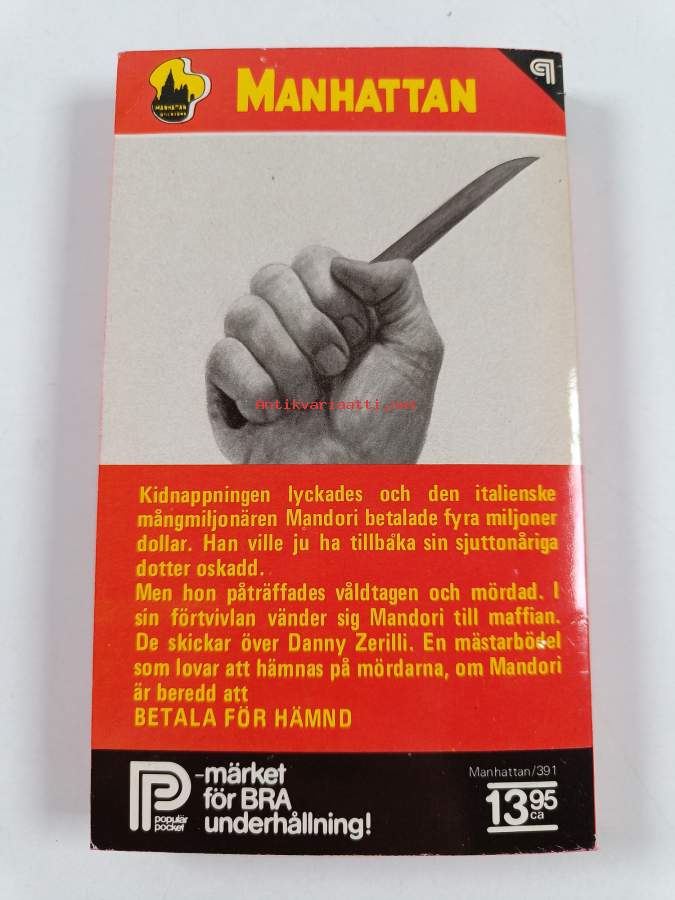 MANHATTAN
MANHATTAN
Antikvariaatti.net
Kidnappningen lyckades och den italienske
mångmiljonären Mandori betalade fyra miljoner
dollar. Han ville ju ha tillbaka sin sjuttonåriga
dotter oskadd.
Men hon påträffades våldtagen och mördad. I
sin förtvivlan vänder sig Mandori till maffian.
De skickar över Danny Zerilli. En mästarbödel
som lovar att hämnas på mördarna, om Mandori
är beredd att
BETALA FÖR HÄMND
P
populär
pocket
-märket
för BRA
underhållning!
Manhattan/391
13.95
ca